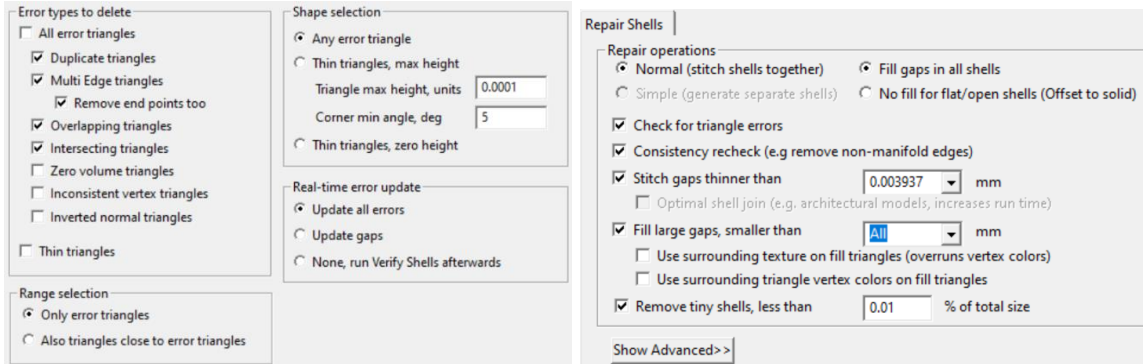 Error types to delete
All error triangles
Duplicate triangles
Multi Edge triangles
Remove end points too
Overlapping triangles
Intersecting triangles
Zero volume triangles
Inconsistent vertex triangles
Inverted normal triangles
Thin triangles
Range selection
Only error triangles
Also triangles close to error triangles
Shape selection
Any error triangle
Thin triangles, max height
Triangle max height, units 0.0001
Corner min angle, deg 5
Thin triangles, zero height
Real-time error update
Update all errors
Update gaps
None, run Verify Shells afterwards
Repair Shells
Repair operations
Normal (stitch shells together) Fill gaps in all shells
Simple (generate separate shells) No fill for flat/open shells (Offset to solid)
Check for triangle errors
Consistency recheck (e.g remove non-manifold edges)
Stitch gaps thinner than 0.003937 mm
Optimal shell join (e.g. architectural models, increases run time)
Fill large gaps, smaller than All mm
Use surrounding texture on fill triangles (overruns vertex colors)
Use surrounding triangle vertex colors on fill triangles
Remove tiny shells, less than 0.01 % of total size
Show Advanced>>